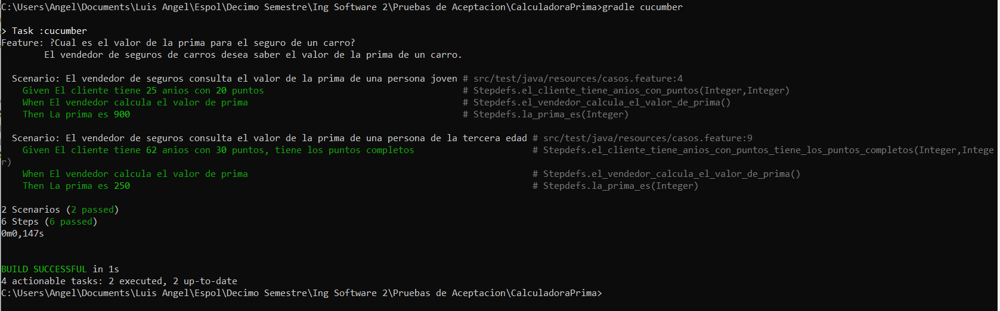 C:\Users\Angel\Documents\Luis Angel\Espol\Decimo Semestre\Ing Software 2\Pruebas de Aceptacion\CalculadoraPrima>gradle cucumber
> Task :cucumber
Feature: ?Cual es el valor de la prima para el seguro de un carro?
El vendedor de seguros de carros desea saber el valor de la prima de un carro.
Scenario: El vendedor de seguros consulta el valor de la prima de una persona joven # src/test/java/resources/casos.feature:4
Given El cliente tiene 25 anios con 20 puntos # Stepdefs.el_cliente_tiene_anios_con_puntos(Integer,Integer)
When El vendedor calcula el valor de prima # Stepdefs.el_vendedor_calcula_el_valor_de_prima()
Then La prima es 900 # Stepdefs.la_prima_es(Integer)
Scenario: El vendedor de seguros consulta el valor de la prima de una persona de la tercera edad # src/test/java/resources/casos.feature:9
Given El cliente tiene 62 anios con 30 puntos, tiene los puntos completos # Stepdefs.el_cliente_tiene_anios_con_puntos_tiene_los_puntos_completos(Integer,Intege
r)
When El vendedor calcula el valor de prima # Stepdefs.el_vendedor_calcula_el_valor_de_prima()
Then La prima es 250 # Stepdefs.la_prima_es(Integer)
2 Scenarios (2 passed)
6 Steps (6 passed)
0m0,147s
BUILD SUCCESSFUL in 1s
4 actionable tasks: 2 executed, 2 up-to-date
C:\Users\Angel\Documents\Luis Angel\Espol\Decimo Semestre\Ing Software 2\Pruebas de Aceptacion\CalculadoraPrima>